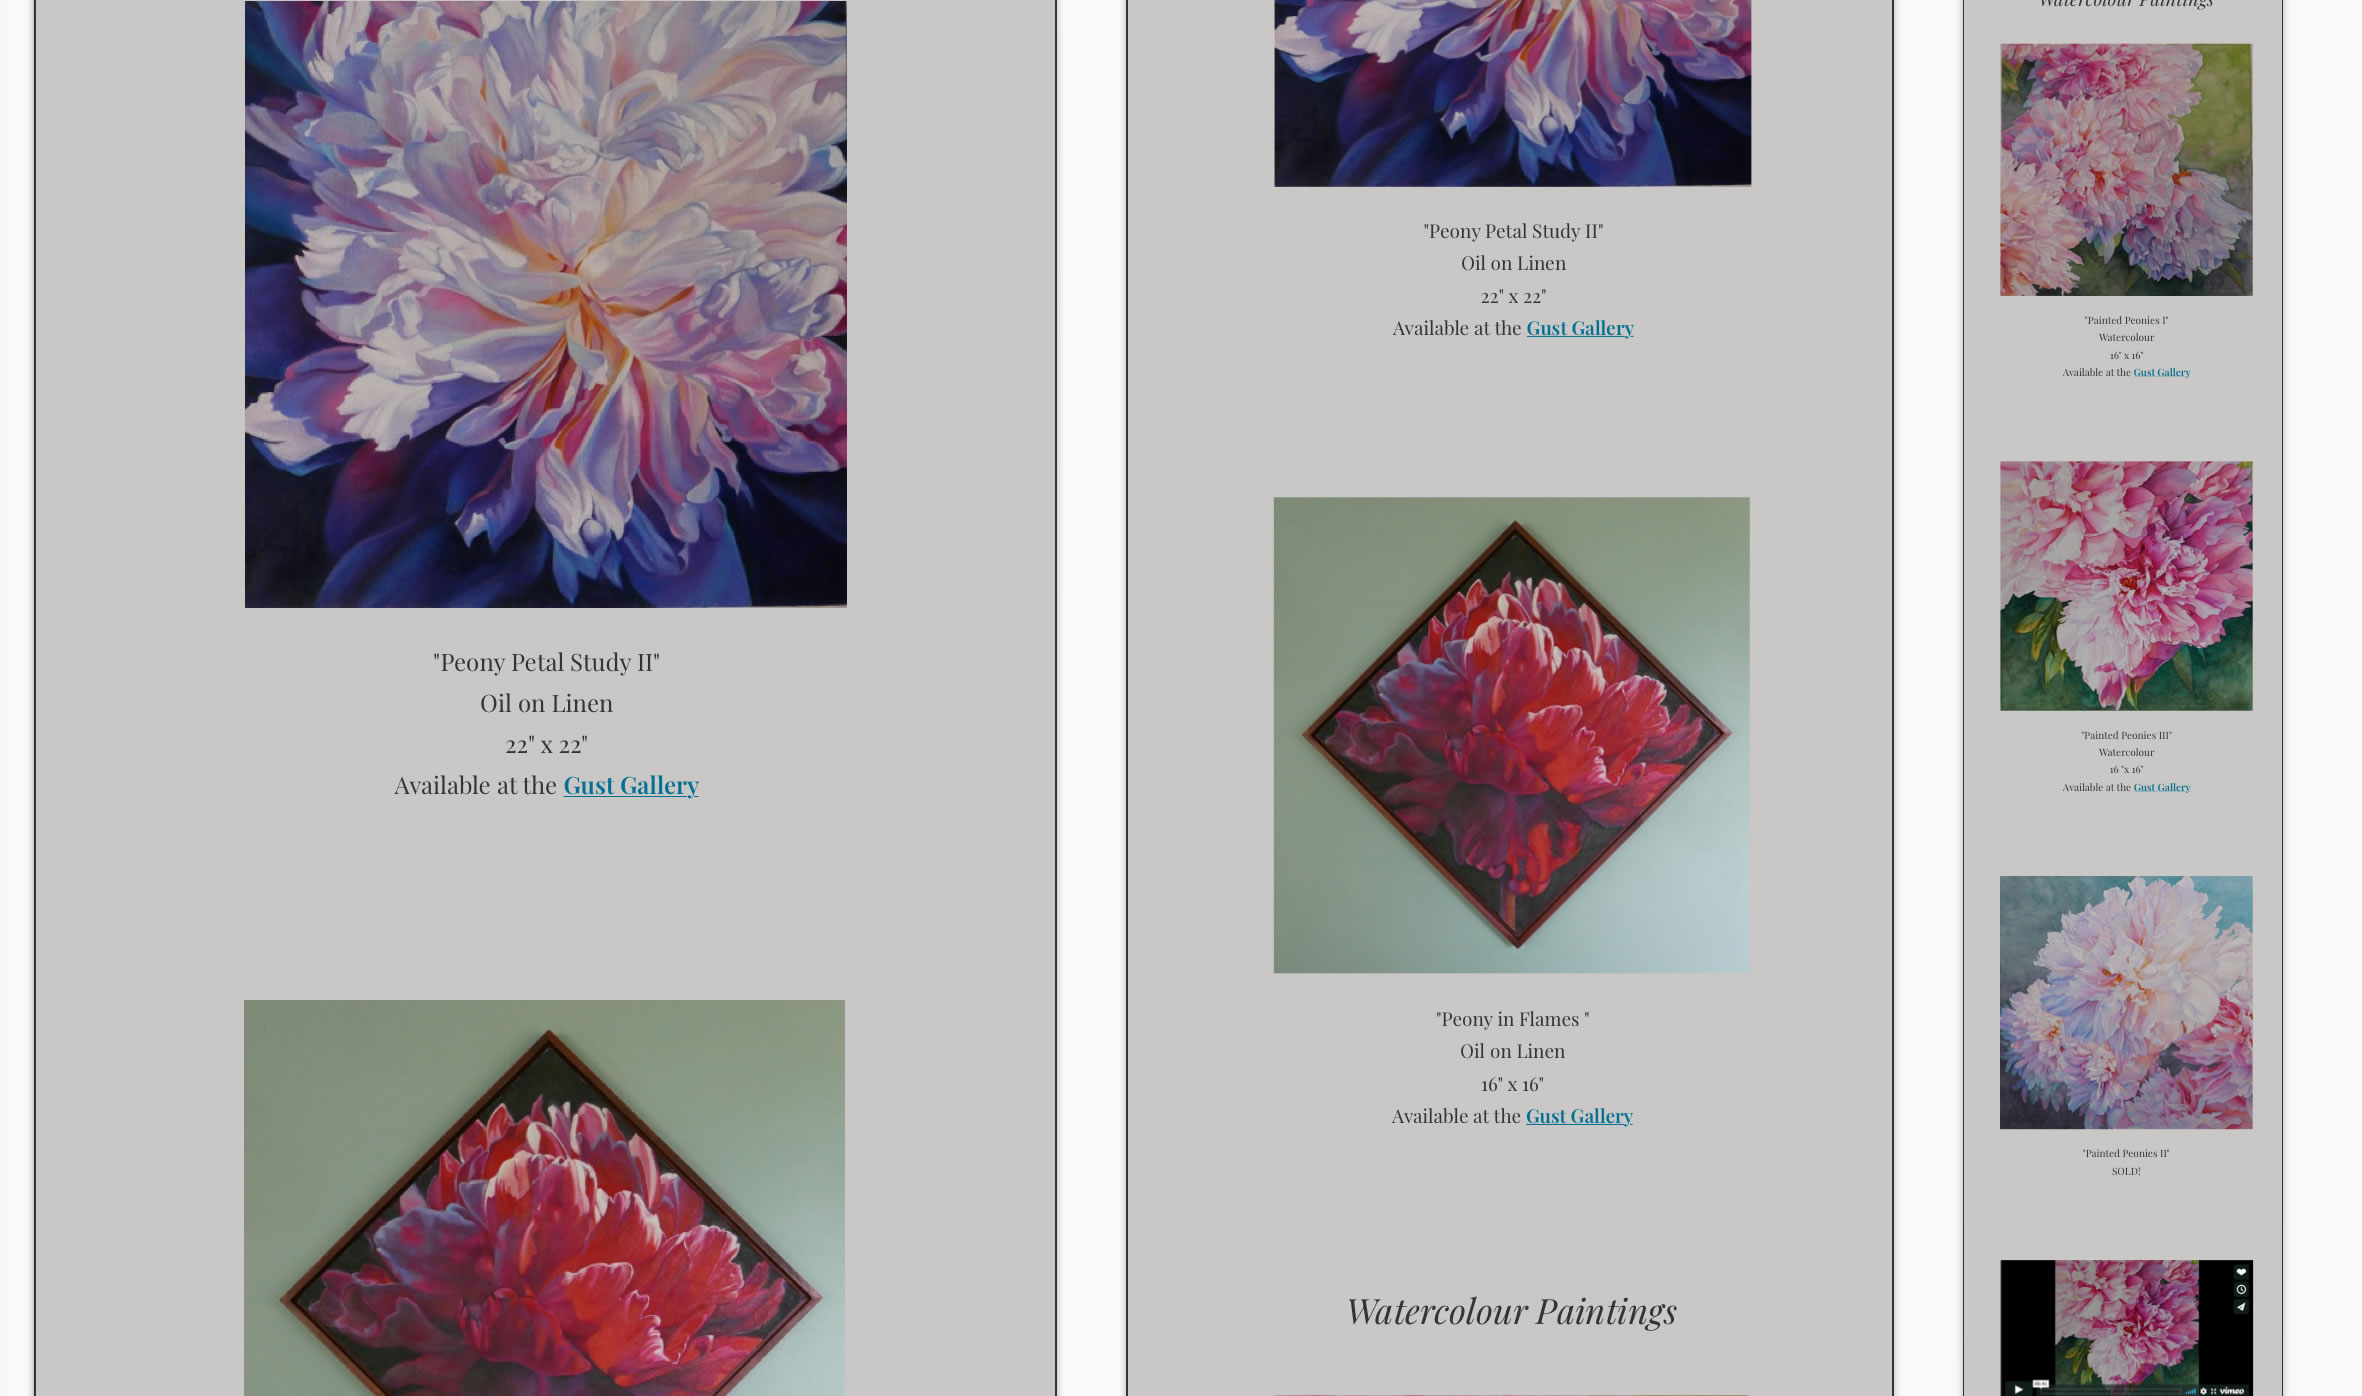 "Peony Petal Study II"
Oil on Linen
22" x 22"
Available at the Gust Gallery
"Peony Petal Study II"
Oil on Linen
22" x 22"
Available at the Gust Gallery
"Peony in Flames "
Oil on Linen
16" x 16"
Available at the Gust Gallery
Watercolour Paintings
Watercolour Paintings
"Painted Peonies I"
Watercolour
16" x 16"
Available at the Gust Gallery
"Painted Peonies III"
Watercolour
16 "x 16"
Available at the Gust Gallery
"Painted Peonies II"
SOLD!
vimeo